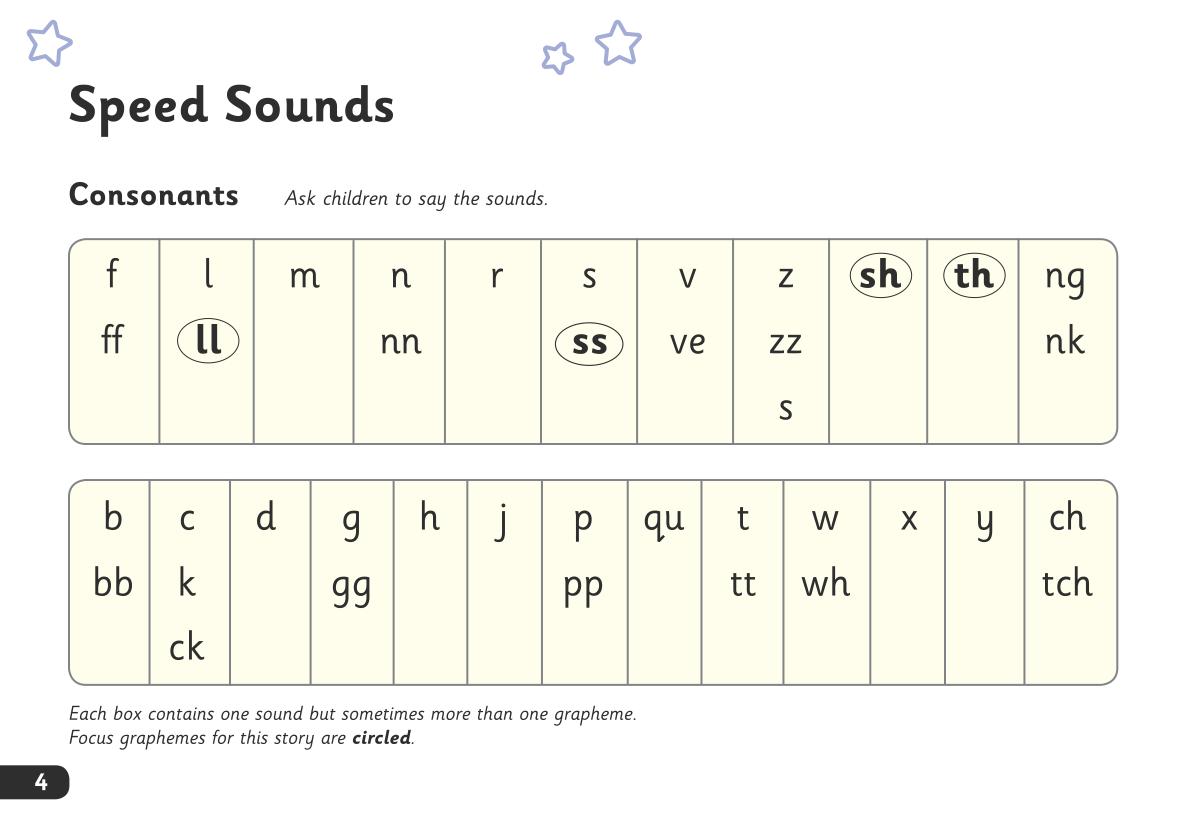 Speed Sounds
Consonants Ask children to say the sounds.
f l m n r s v z sh th ng
ff ll nn ss ve zz nk
s
b c d g h j p qu t w x y ch
bb k gg pp tt wh tch
ck
Each box contains one sound but sometimes more than one grapheme.
Focus graphemes for this story are circled.
4